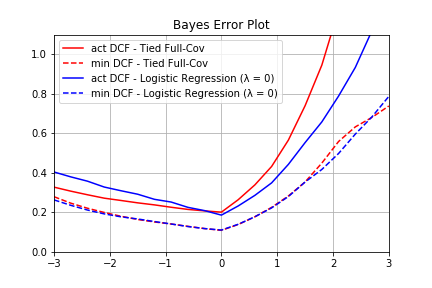 Bayes Error Plot
act DCF - Tied Full-Cov
min DCF - Tied Full-Cov
act DCF - Logistic Regression (λ = 0)
min DCF - Logistic Regression (λ = 0)
1.0
0.8
0.6
0.4
0.2
0.0
−3 −2 −1 0 1 2 3